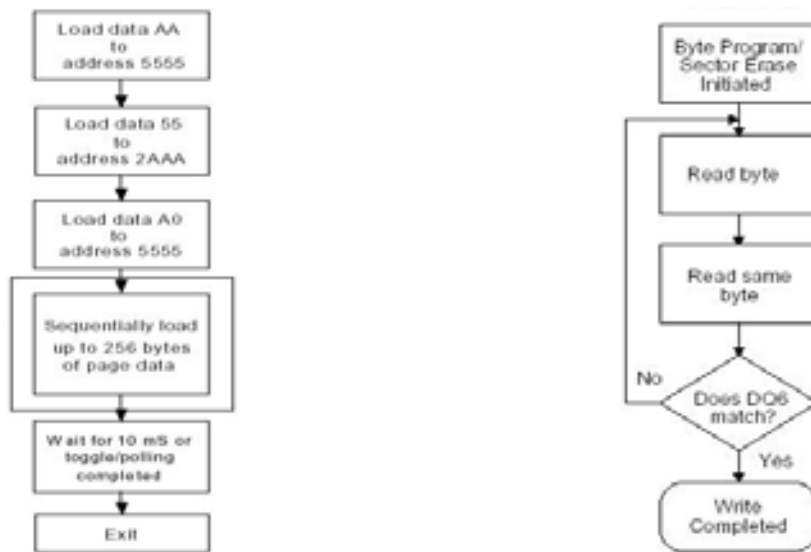 Load data AA
to
address 5555
Load data 55
to
address 2AAA
Load data A0
to
address 5555
Sequentially load
up to 256 bytes
of page data
Wait for 10 mS or
toggle/polling
completed
Exit
Byte Program/
Sector Erase
Initiated
Read byte
Read same
byte
No
Does DQ6
match?
Yes
Write
Completed